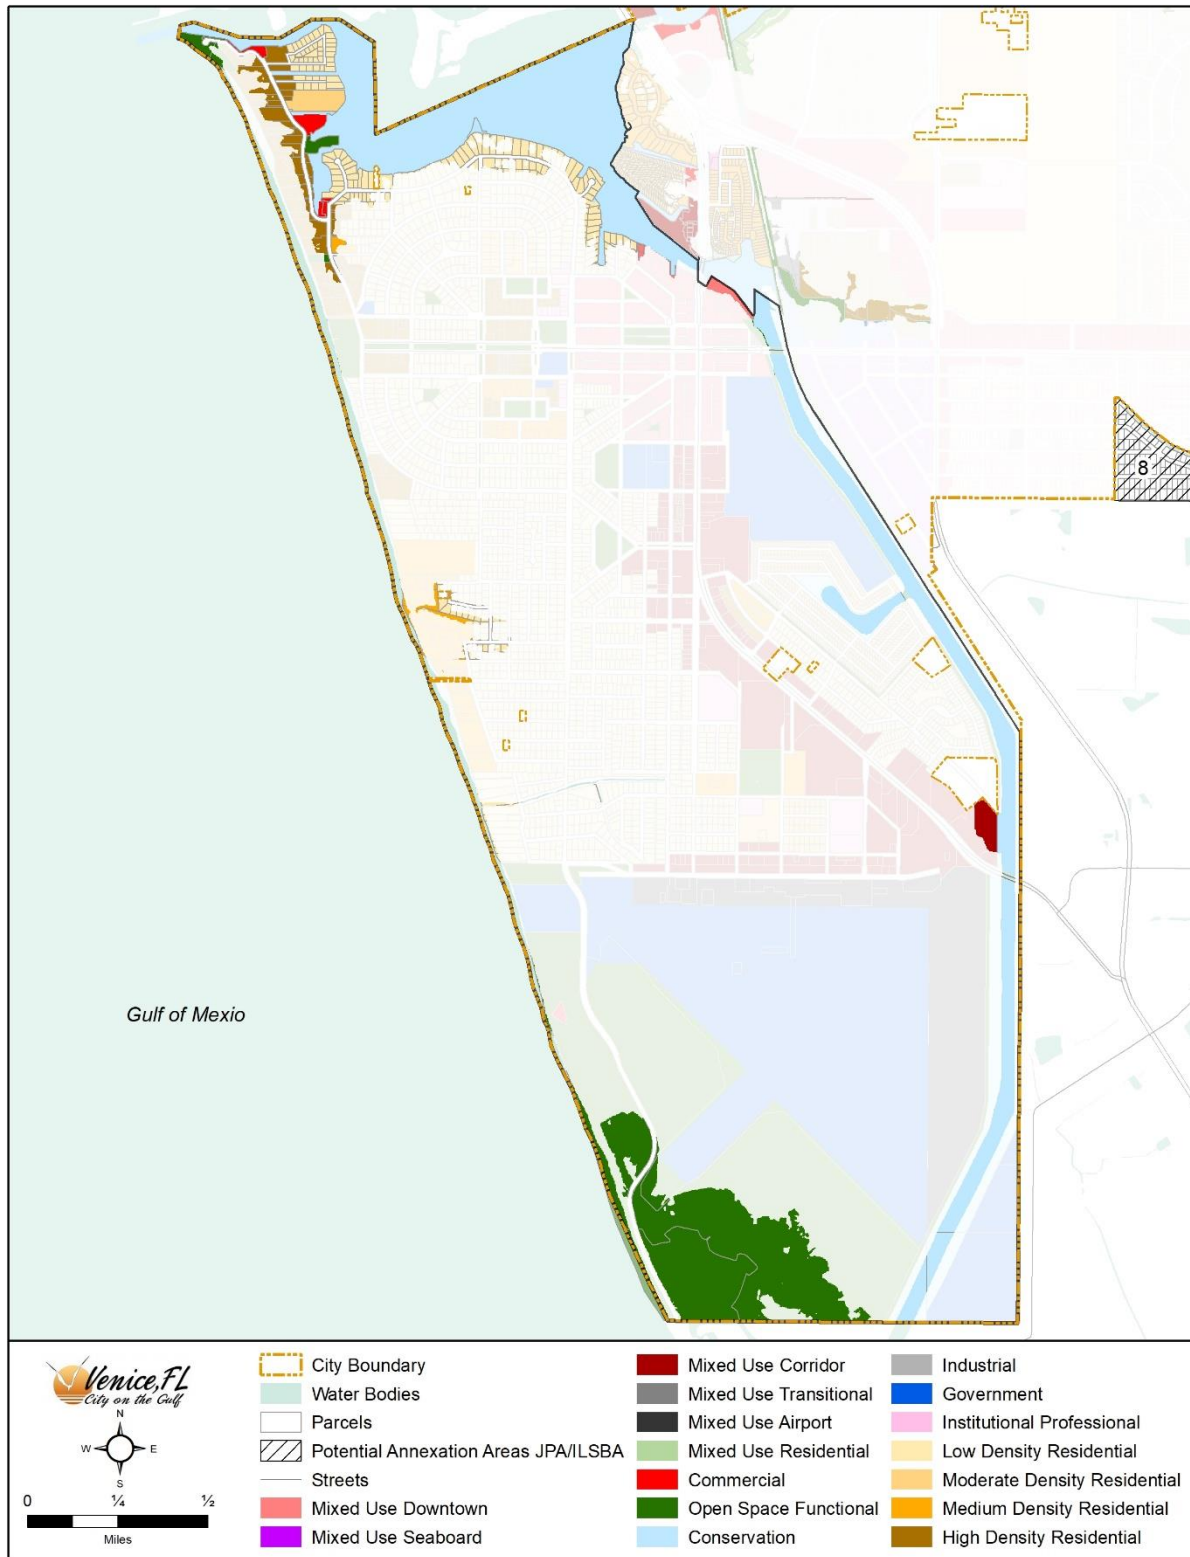 8
Gulf of Mexio
Venice, FL
City on the Gulf
N
W E
S
0 ¼ ½
Miles
City Boundary
Water Bodies
Parcels
Potential Annexation Areas JPA/ILSBA
Streets
Mixed Use Downtown
Mixed Use Seaboard
Mixed Use Corridor
Mixed Use Transitional
Mixed Use Airport
Mixed Use Residential
Commercial
Open Space Functional
Conservation
Industrial
Government
Institutional Professional
Low Density Residential
Moderate Density Residential
Medium Density Residential
High Density Residential